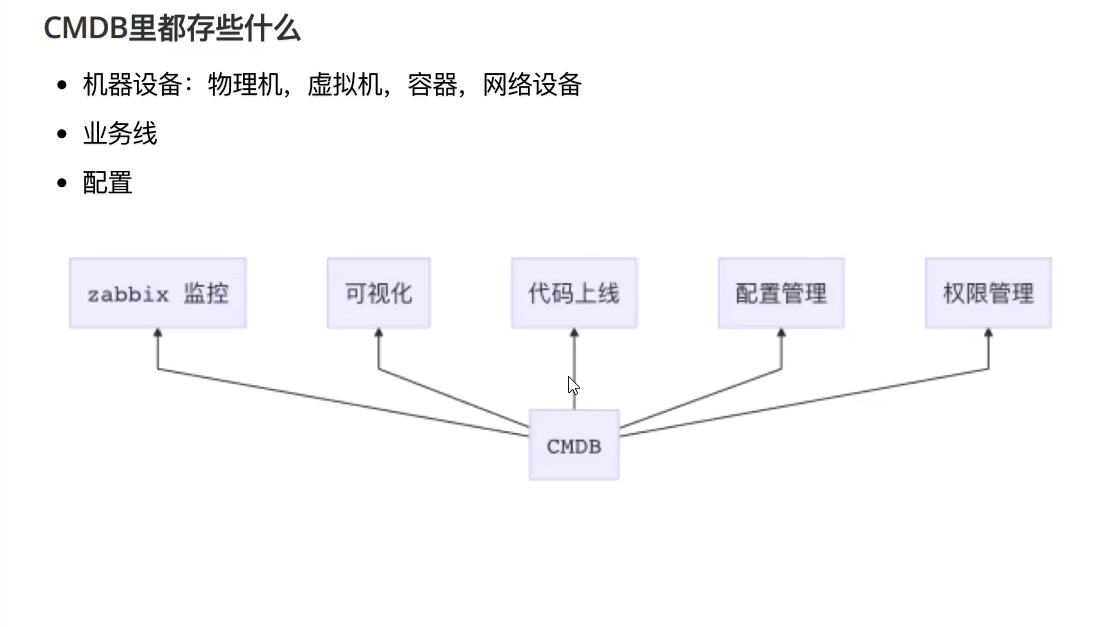 CMDB里都存些什么
机器设备：物理机，虚拟机，容器，网络设备
业务线
配置
zabbix 监控
可视化
代码上线
配置管理
权限管理
CMDB